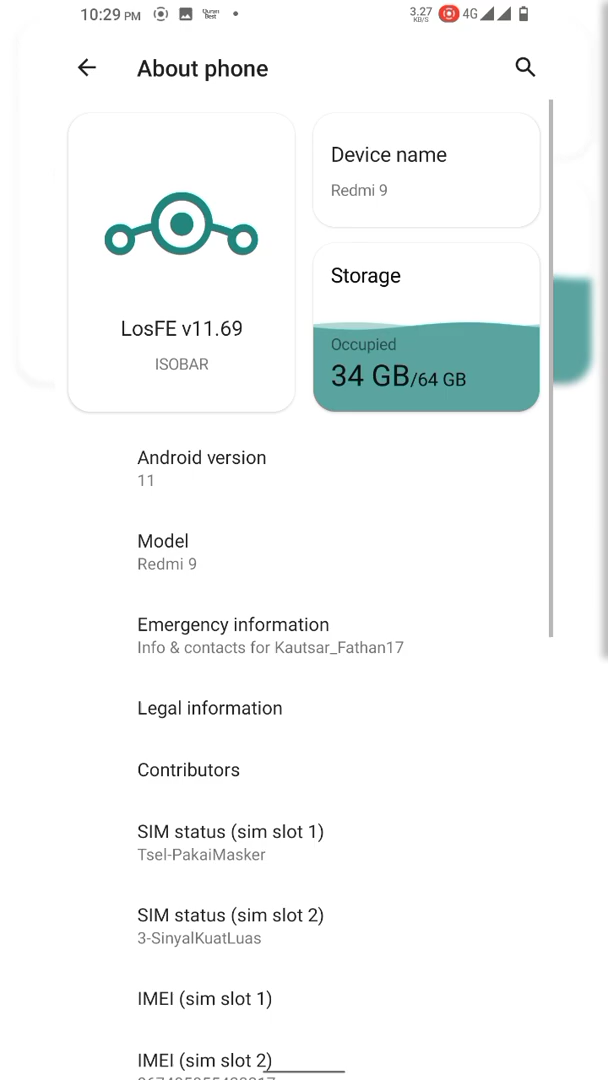 10:29 PM
Quran
Best
3.27
KB/S
4G
About phone
LosFE v11.69
ISOBAR
Device name
Redmi 9
Storage
Occupied
34 GB/64 GB
Android version
11
Model
Redmi 9
Emergency information
Info & contacts for Kautsar_Fathan17
Legal information
Contributors
SIM status (sim slot 1)
Tsel-PakaiMasker
SIM status (sim slot 2)
3-SinyalKuatLuas
IMEI (sim slot 1)
IMEI (sim slot 2)